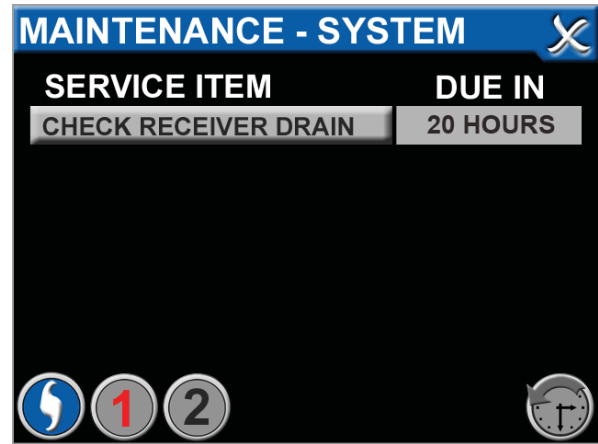 MAINTENANCE - SYSTEM
SERVICE ITEM DUE IN
CHECK RECEIVER DRAIN 20 HOURS
1 2